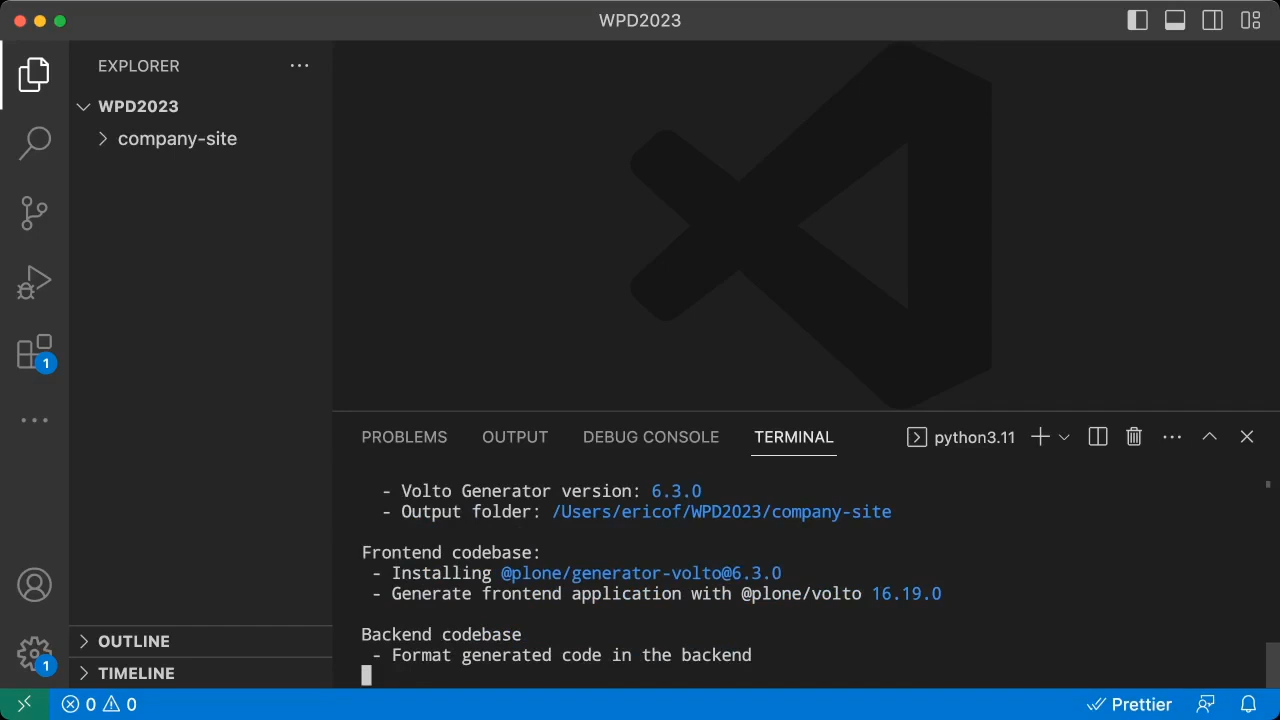 WPD2023
EXPLORER
WPD2023
company-site
1
OUTLINE
1
TIMELINE
PROBLEMS OUTPUT DEBUG CONSOLE TERMINAL python3.11
- Volto Generator version: 6.3.0
- Output folder: /Users/ericof/WPD2023/company-site
Frontend codebase:
- Installing @plone/generator-volto@6.3.0
- Generate frontend application with @plone/volto 16.19.0
Backend codebase
- Format generated code in the backend
0 0 Prettier